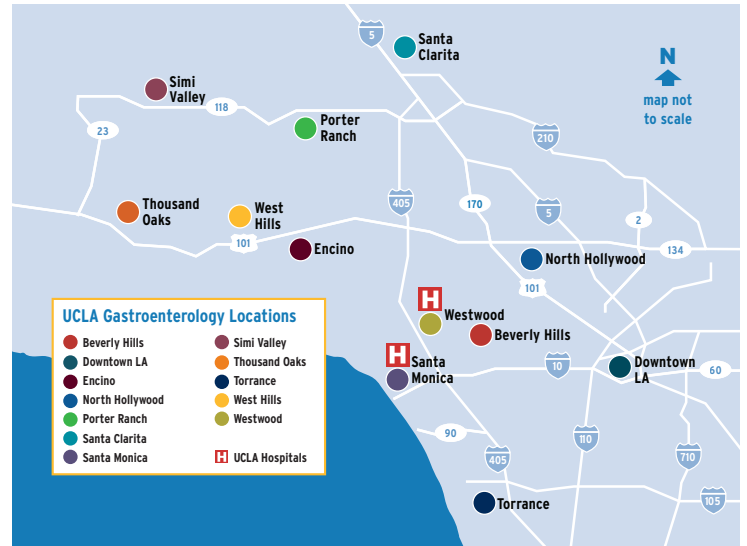 5
Santa
Clarita
N
map not
to scale
Simi
Valley
118
23
Porter
Ranch
210
405
170
5
2
Thousand
Oaks
West
Hills
101
Encino
134
North Hollywood
101
H
Westwood
Beverly Hills
H
Santa
Monica
10
Downtown
LA
60
90
405
110
710
105
Torrance
UCLA Gastroenterology Locations
Beverly Hills
Downtown LA
Encino
North Hollywood
Porter Ranch
Santa Clarita
Santa Monica
Simi Valley
Thousand Oaks
Torrance
West Hills
Westwood
H UCLA Hospitals